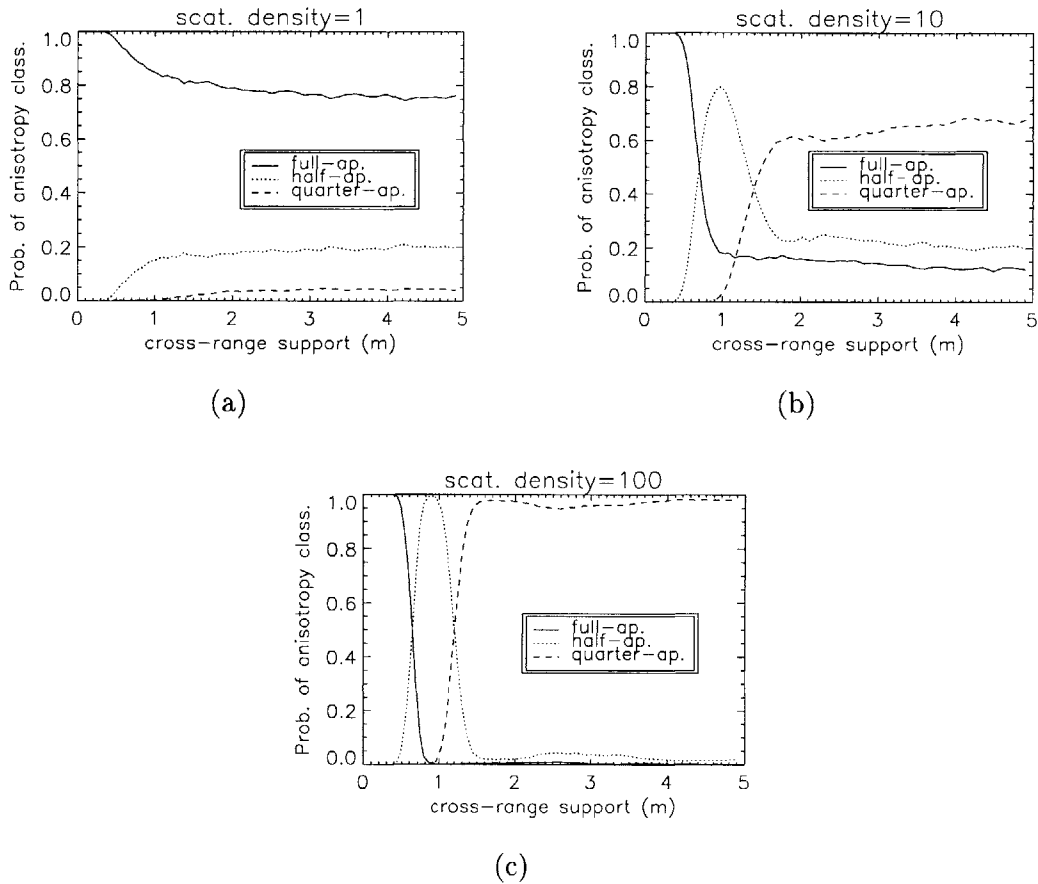 scat. density=1
Prob. of anisotropy class.
1.0
0.8
0.6
0.4
0.2
0.0
full-ap.
half-ap.
quarter-ap.
0 1 2 3 4 5
cross-range support (m)
(a)
scat. density=10
Prob. of anisotropy class.
1.0
0.8
0.6
0.4
0.2
0.0
full-ap.
half-ap.
quarter-ap.
0 1 2 3 4 5
cross-range support (m)
(b)
scat. density=100
Prob. of anisotropy class.
1.0
0.8
0.6
0.4
0.2
0.0
full-ap.
half-ap.
quarter-ap.
0 1 2 3 4 5
cross-range support (m)
(c)